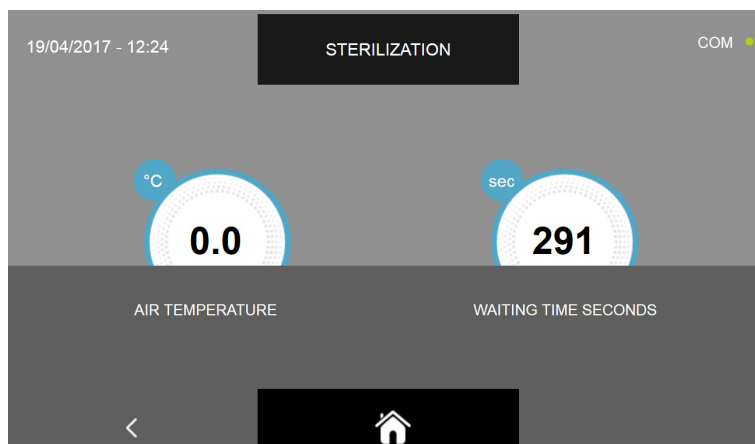 19/04/2017 - 12:24
STERILIZATION
COM
°C
sec
0.0
291
AIR TEMPERATURE
WAITING TIME SECONDS